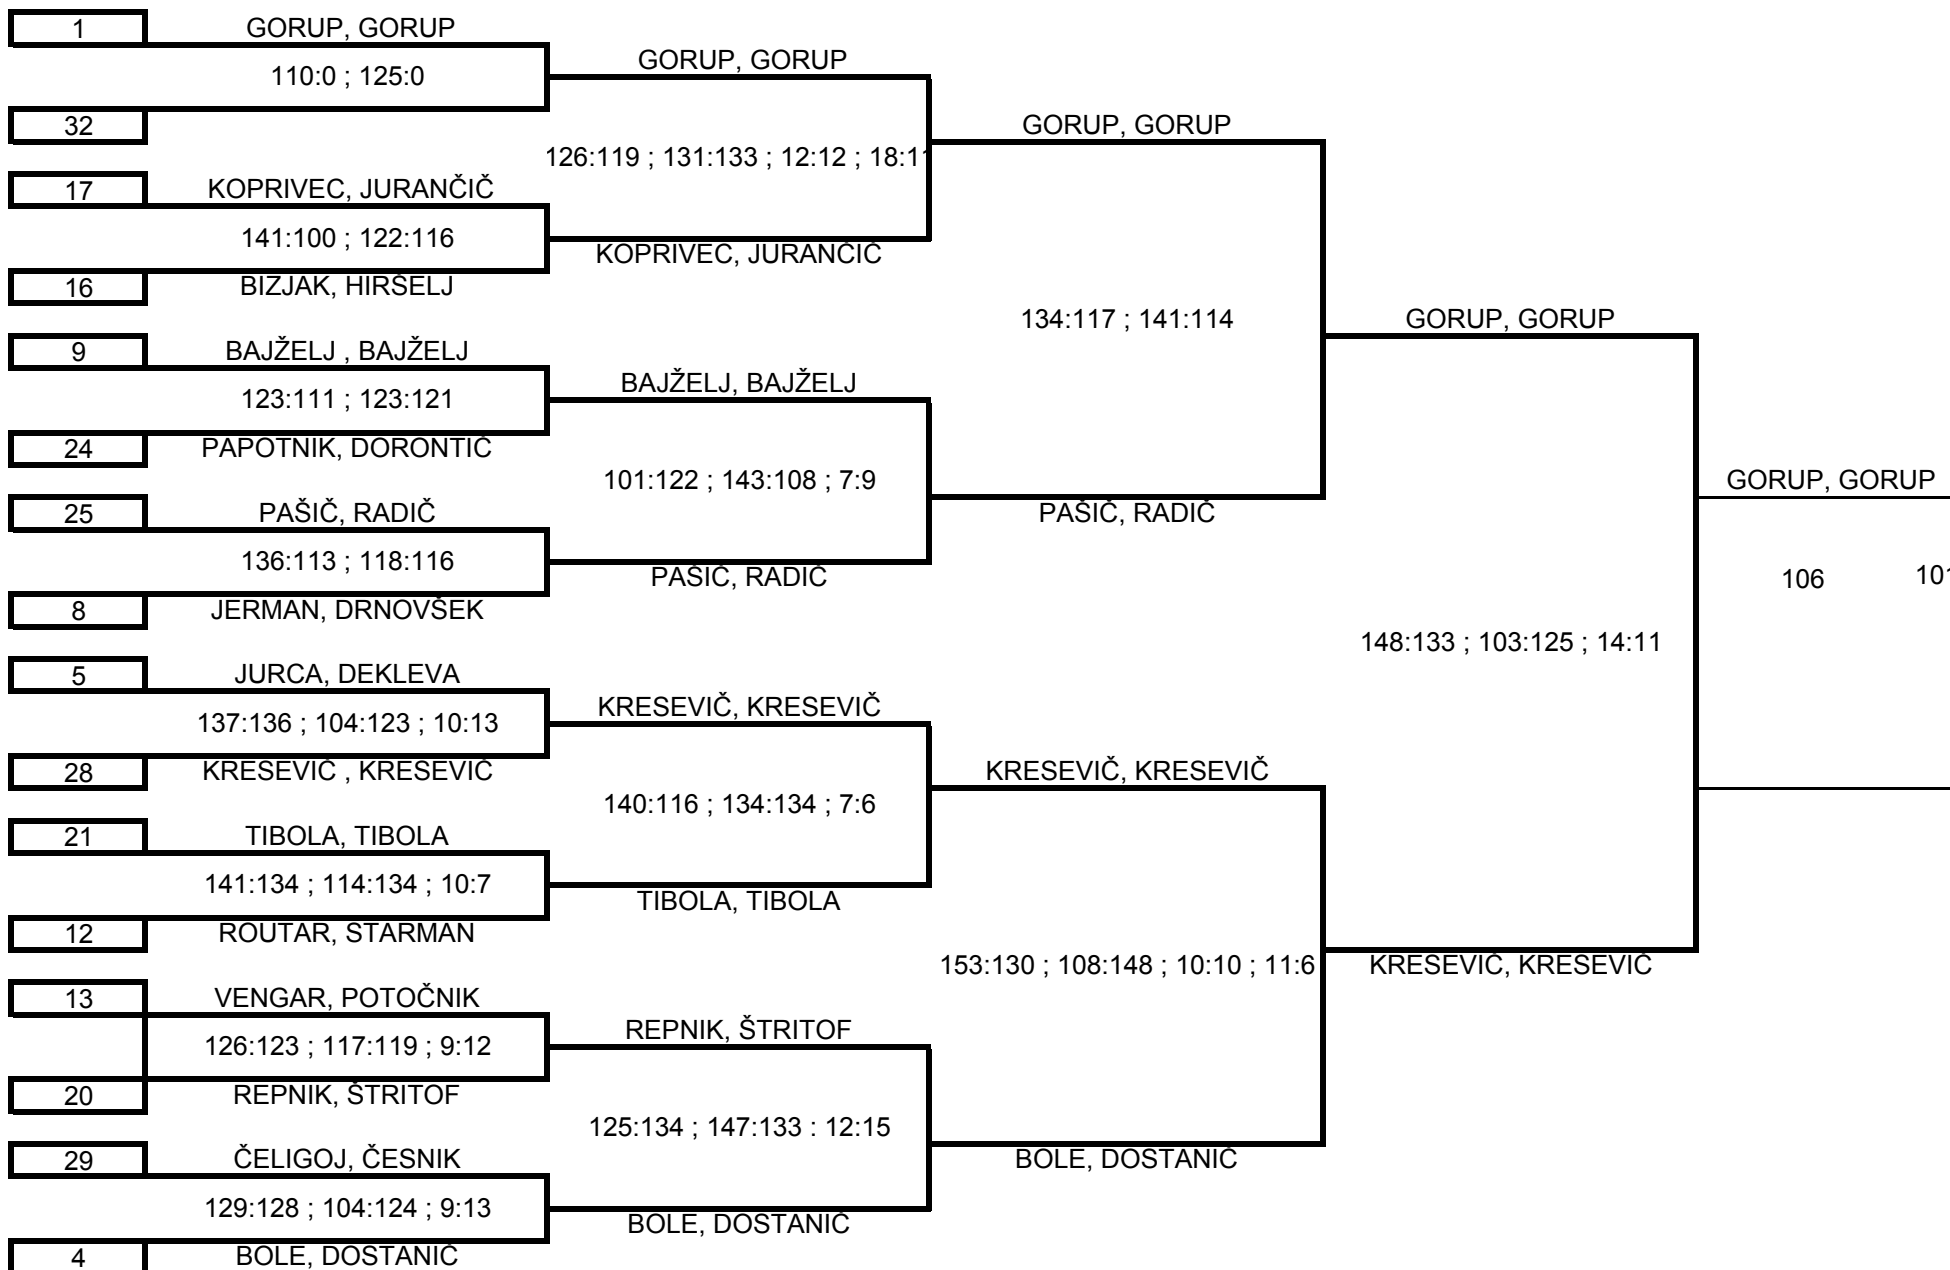 1
GORUP, GORUP
110:0 ; 125:0
32
17
KOPRIVEC, JURANČIČ
141:100 ; 122:116
16
BIZJAK, HIRŠELJ
9
BAJŽELJ , BAJŽELJ
123:111 ; 123:121
24
PAPOTNIK, DORONTIČ
25
PAŠIČ, RADIČ
136:113 ; 118:116
8
JERMAN, DRNOVŠEK
5
JURCA, DEKLEVA
137:136 ; 104:123 ; 10:13
28
KRESEVIČ , KRESEVIČ
21
TIBOLA, TIBOLA
141:134 ; 114:134 ; 10:7
12
ROUTAR, STARMAN
13
VENGAR, POTOČNIK
126:123 ; 117:119 ; 9:12
20
REPNIK, ŠTRITOF
29
ČELIGOJ, ČESNIK
129:128 ; 104:124 ; 9:13
4
BOLE, DOSTANIČ
GORUP, GORUP
126:119 ; 131:133 ; 12:12 ; 18:11
KOPRIVEC, JURANČIČ
BAJŽELJ, BAJŽELJ
101:122 ; 143:108 ; 7:9
PAŠIČ, RADIČ
KRESEVIČ, KRESEVIČ
140:116 ; 134:134 ; 7:6
TIBOLA, TIBOLA
REPNIK, ŠTRITOF
125:134 ; 147:133 : 12:15
BOLE, DOSTANIČ
GORUP, GORUP
134:117 ; 141:114
PAŠIČ, RADIČ
KRESEVIČ, KRESEVIČ
153:130 ; 108:148 ; 10:10 ; 11:6
BOLE, DOSTANIČ
GORUP, GORUP
148:133 ; 103:125 ; 14:11
KRESEVIČ, KRESEVIČ
GORUP, GORUP
106
101